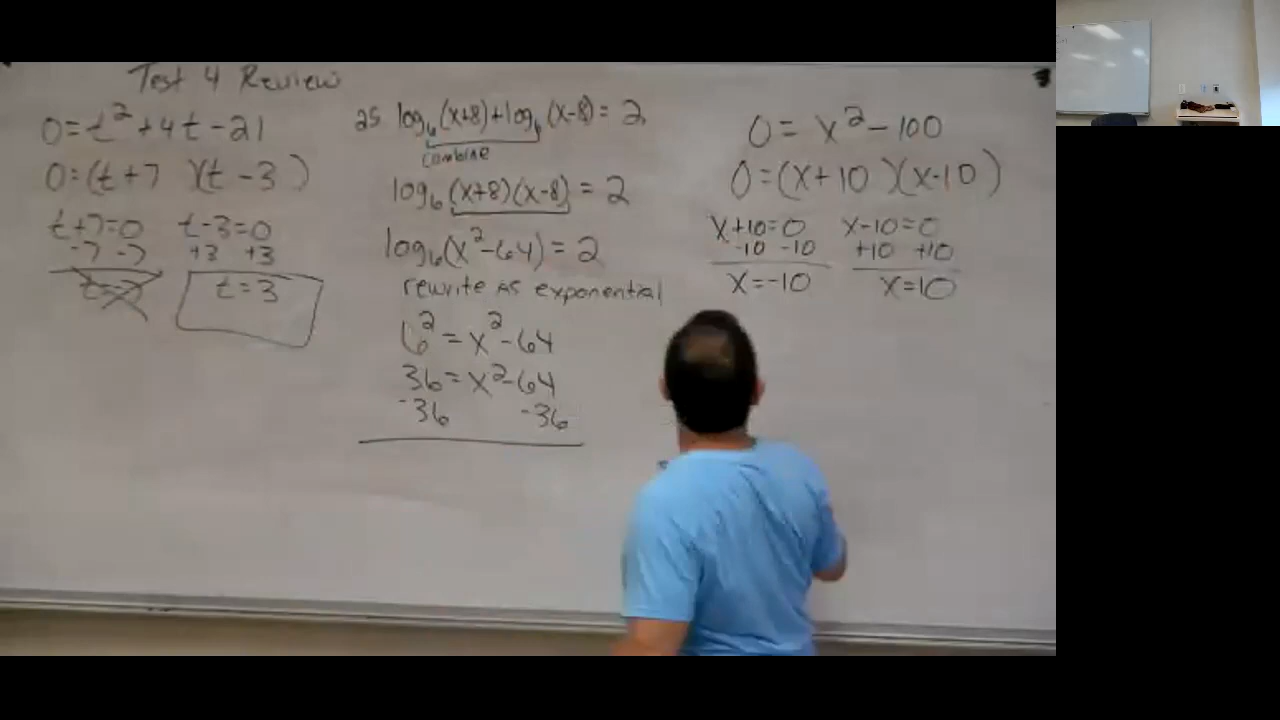 Test 4 Review
0=t²+4t-21
0=(t+7)(t-3)
t+7=0 t-3=0
-7 -7 +3 +3
t=-7 t=3
25 log₆(x+8)+log₆(x-8)=2
combine
log₆(x+8)(x-8)=2
log₆(x²-64)=2
rewrite as exponential
6²=x²-64
36=x²-64
-36 -36
0=x²-100
0=(x+10)(x-10)
x+10=0 x-10=0
-10 -10 +10 +10
x=-10 x=10